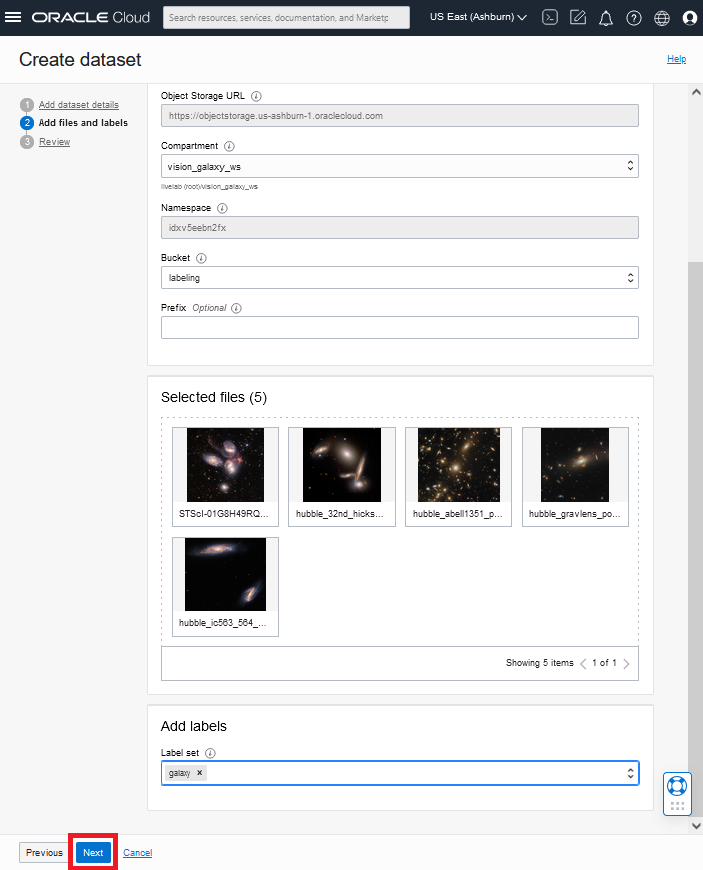 ORACLE Cloud
Search resources, services, documentation, and Marketp
US East (Ashburn)
Create dataset
Help
1 Add dataset details
2 Add files and labels
3 Review
Object Storage URL
https://objectstorage.us-ashburn-1.oraclecloud.com
Compartment
vision_galaxy_ws
livelab (root)/vision_galaxy_ws
Namespace
idxv5eebn2fx
Bucket
labeling
Prefix Optional
Selected files (5)
STScI-01G8H49RQ...
hubble_32nd_hicks...
hubble_abell1351_p...
hubble_gravlens_po...
hubble_ic563_564_...
Showing 5 items
1 of 1
Add labels
Label set
galaxy ×
Previous
Next
Cancel